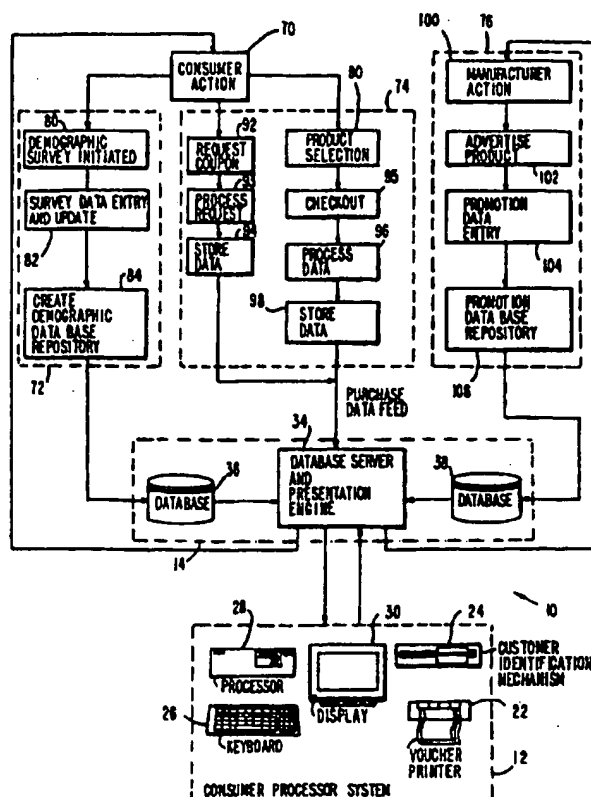 70
CONSUMER
ACTION
100
76
MANUFACTURER
ACTION
74
80
DEMOGRAPHIC
SURVEY INITIATED
92
REQUEST
COUPON
90
PRODUCT
SELECTION
ADVERTISE
PRODUCT
102
SURVEY DATA ENTRY
AND UPDATE
82
93
PROCESS
REQUEST
95
CHECKOUT
PROMOTION
DATA
ENTRY
104
94
STORE
DATA
96
PROCESS
DATA
84
CREATE
DEMOGRAPHIC
DATA BASE
REPOSITORY
72
98
STORE
DATA
PROMOTION
DATA BASE
REPOSITORY
106
PURCHASE
DATA FEED
34
DATABASE SERVER
AND
PRESENTATION
ENGINE
36
DATABASE
38
DATABASE
14
10
28
PROCESSOR
30
DISPLAY
24
CUSTOMER
IDENTIFICATION
MECHANISM
26
KEYBOARD
22
VOUCHER
PRINTER
12
CONSUMER PROCESSOR SYSTEM